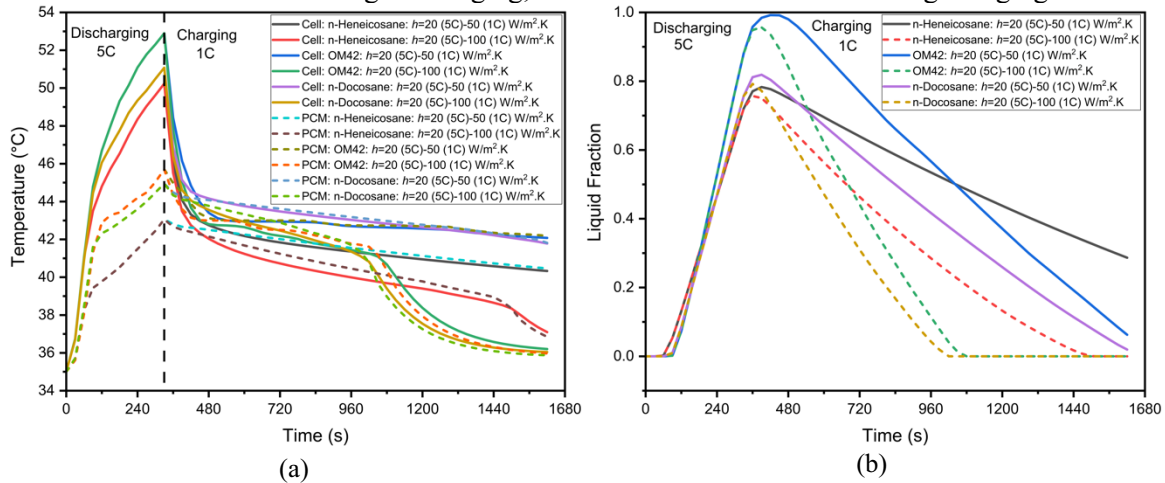 54
52
50
48
46
44
42
40
38
36
34
Temperature (°C)
Discharging
5C
Charging
1C
Cell: n-Heneicosane: h=20 (5C)-50 (1C) W/m².K
Cell: n-Heneicosane: h=20 (5C)-100 (1C) W/m².K
Cell: OM42: h=20 (5C)-50 (1C) W/m².K
Cell: OM42: h=20 (5C)-100 (1C) W/m².K
Cell: n-Docosane: h=20 (5C)-50 (1C) W/m².K
Cell: n-Docosane: h=20 (5C)-100 (1C) W/m².K
PCM: n-Heneicosane: h=20 (5C)-50 (1C) W/m².K
PCM: n-Heneicosane: h=20 (5C)-100 (1C) W/m².K
PCM: OM42: h=20 (5C)-50 (1C) W/m².K
PCM: OM42: h=20 (5C)-100 (1C) W/m².K
PCM: n-Docosane: h=20 (5C)-50 (1C) W/m².K
PCM: n-Docosane: h=20 (5C)-100 (1C) W/m².K
0 240 480 720 960 1200 1440 1680
Time (s)
(a)
1.0
0.8
0.6
0.4
0.2
0.0
Liquid Fraction
Discharging
5C
Charging
1C
n-Heneicosane: h=20 (5C)-50 (1C) W/m².K
n-Heneicosane: h=20 (5C)-100 (1C) W/m².K
OM42: h=20 (5C)-50 (1C) W/m².K
OM42: h=20 (5C)-100 (1C) W/m².K
n-Docosane: h=20 (5C)-50 (1C) W/m².K
n-Docosane: h=20 (5C)-100 (1C) W/m².K
0 240 480 720 960 1200 1440 1680
Time (s)
(b)